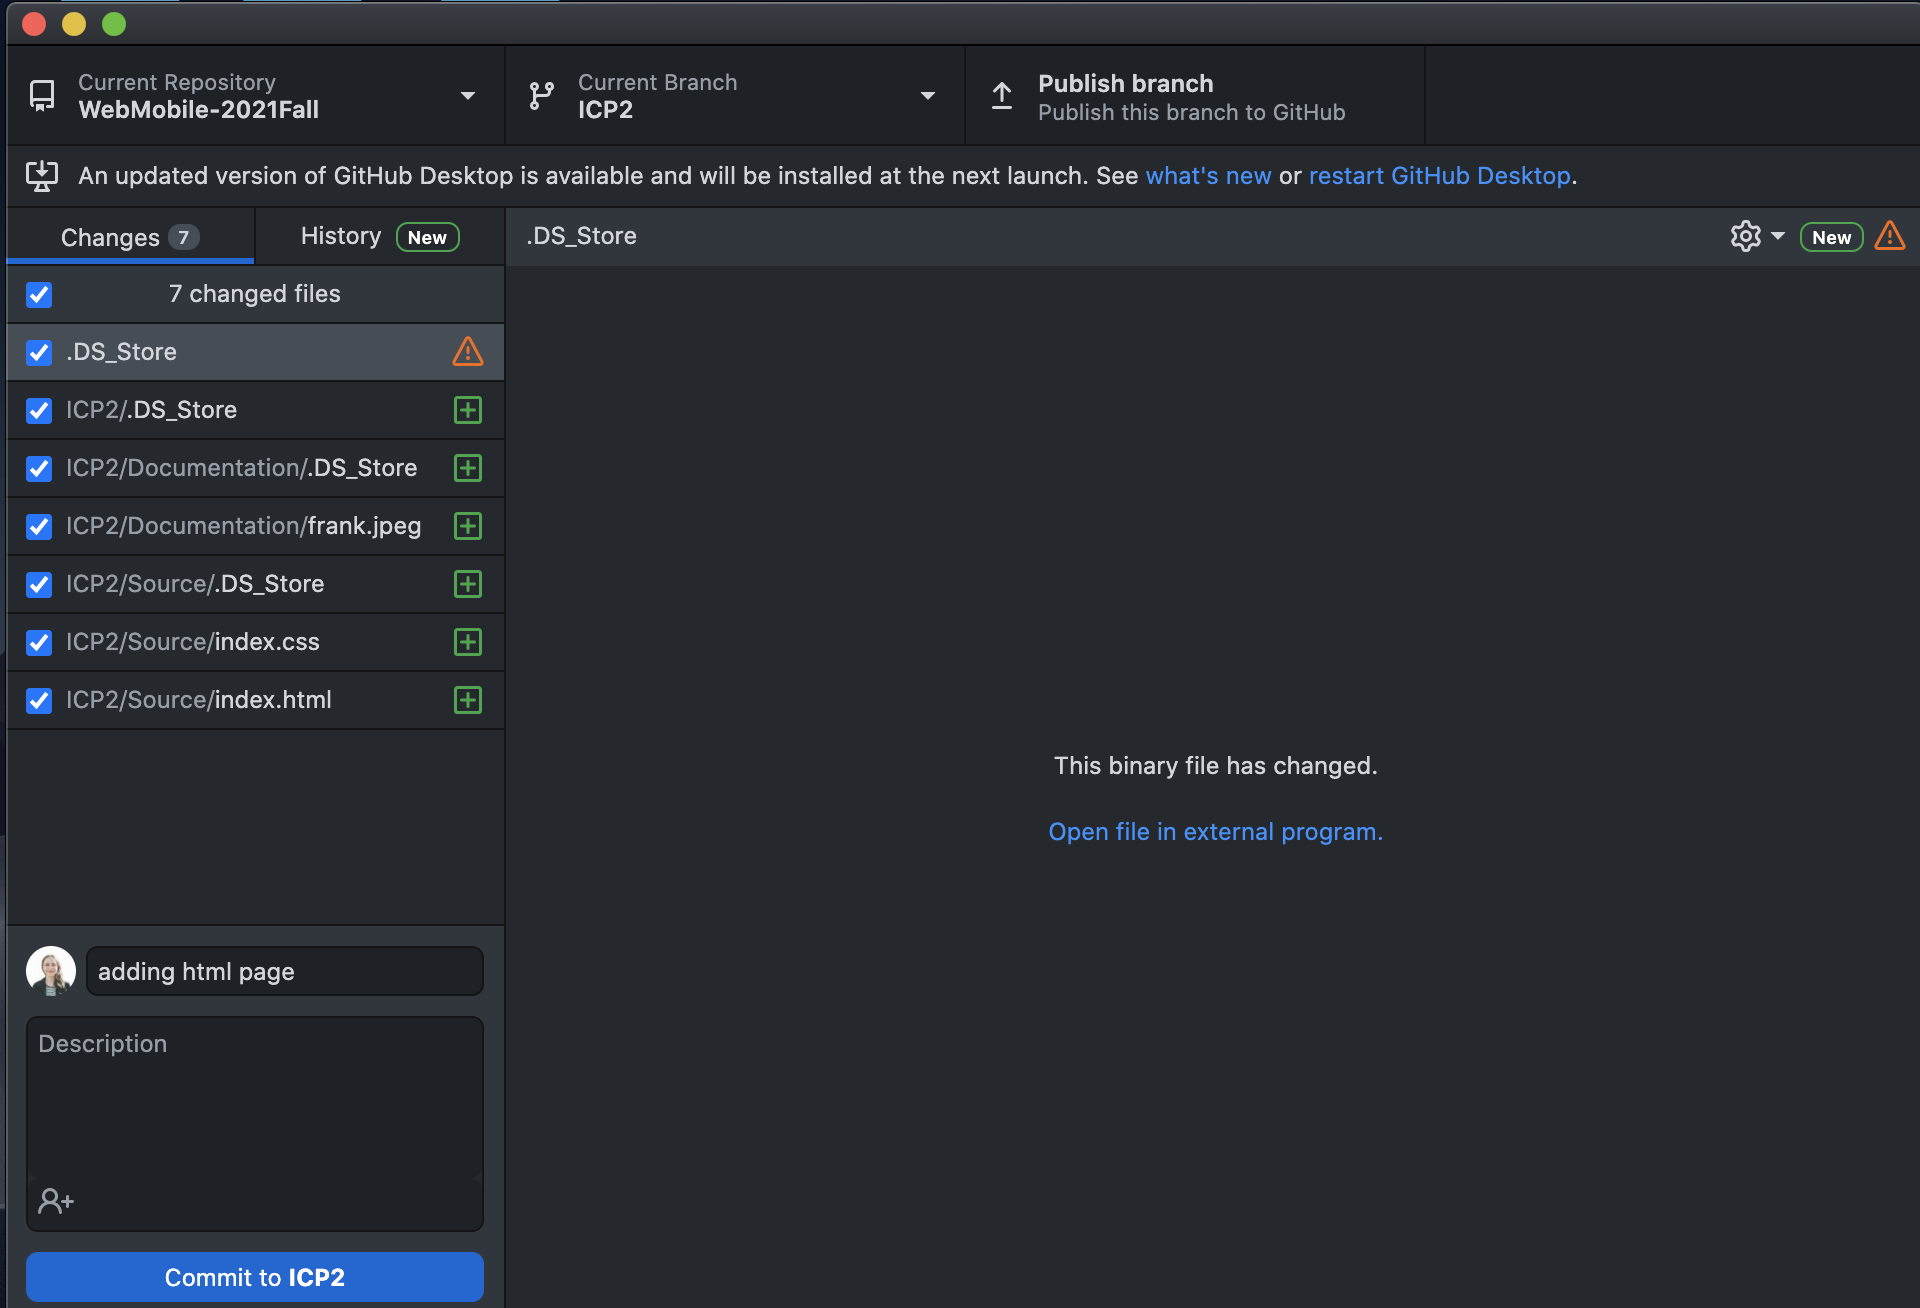 Current Repository
WebMobile-2021Fall
Current Branch
ICP2
Publish branch
Publish this branch to GitHub
An updated version of GitHub Desktop is available and will be installed at the next launch. See what's new or restart GitHub Desktop.
Changes 7
History New
.DS_Store
New
7 changed files
.DS_Store
ICP2/.DS_Store
ICP2/Documentation/.DS_Store
ICP2/Documentation/frank.jpeg
ICP2/Source/.DS_Store
ICP2/Source/index.css
ICP2/Source/index.html
This binary file has changed.
Open file in external program.
adding html page
Description
Commit to ICP2